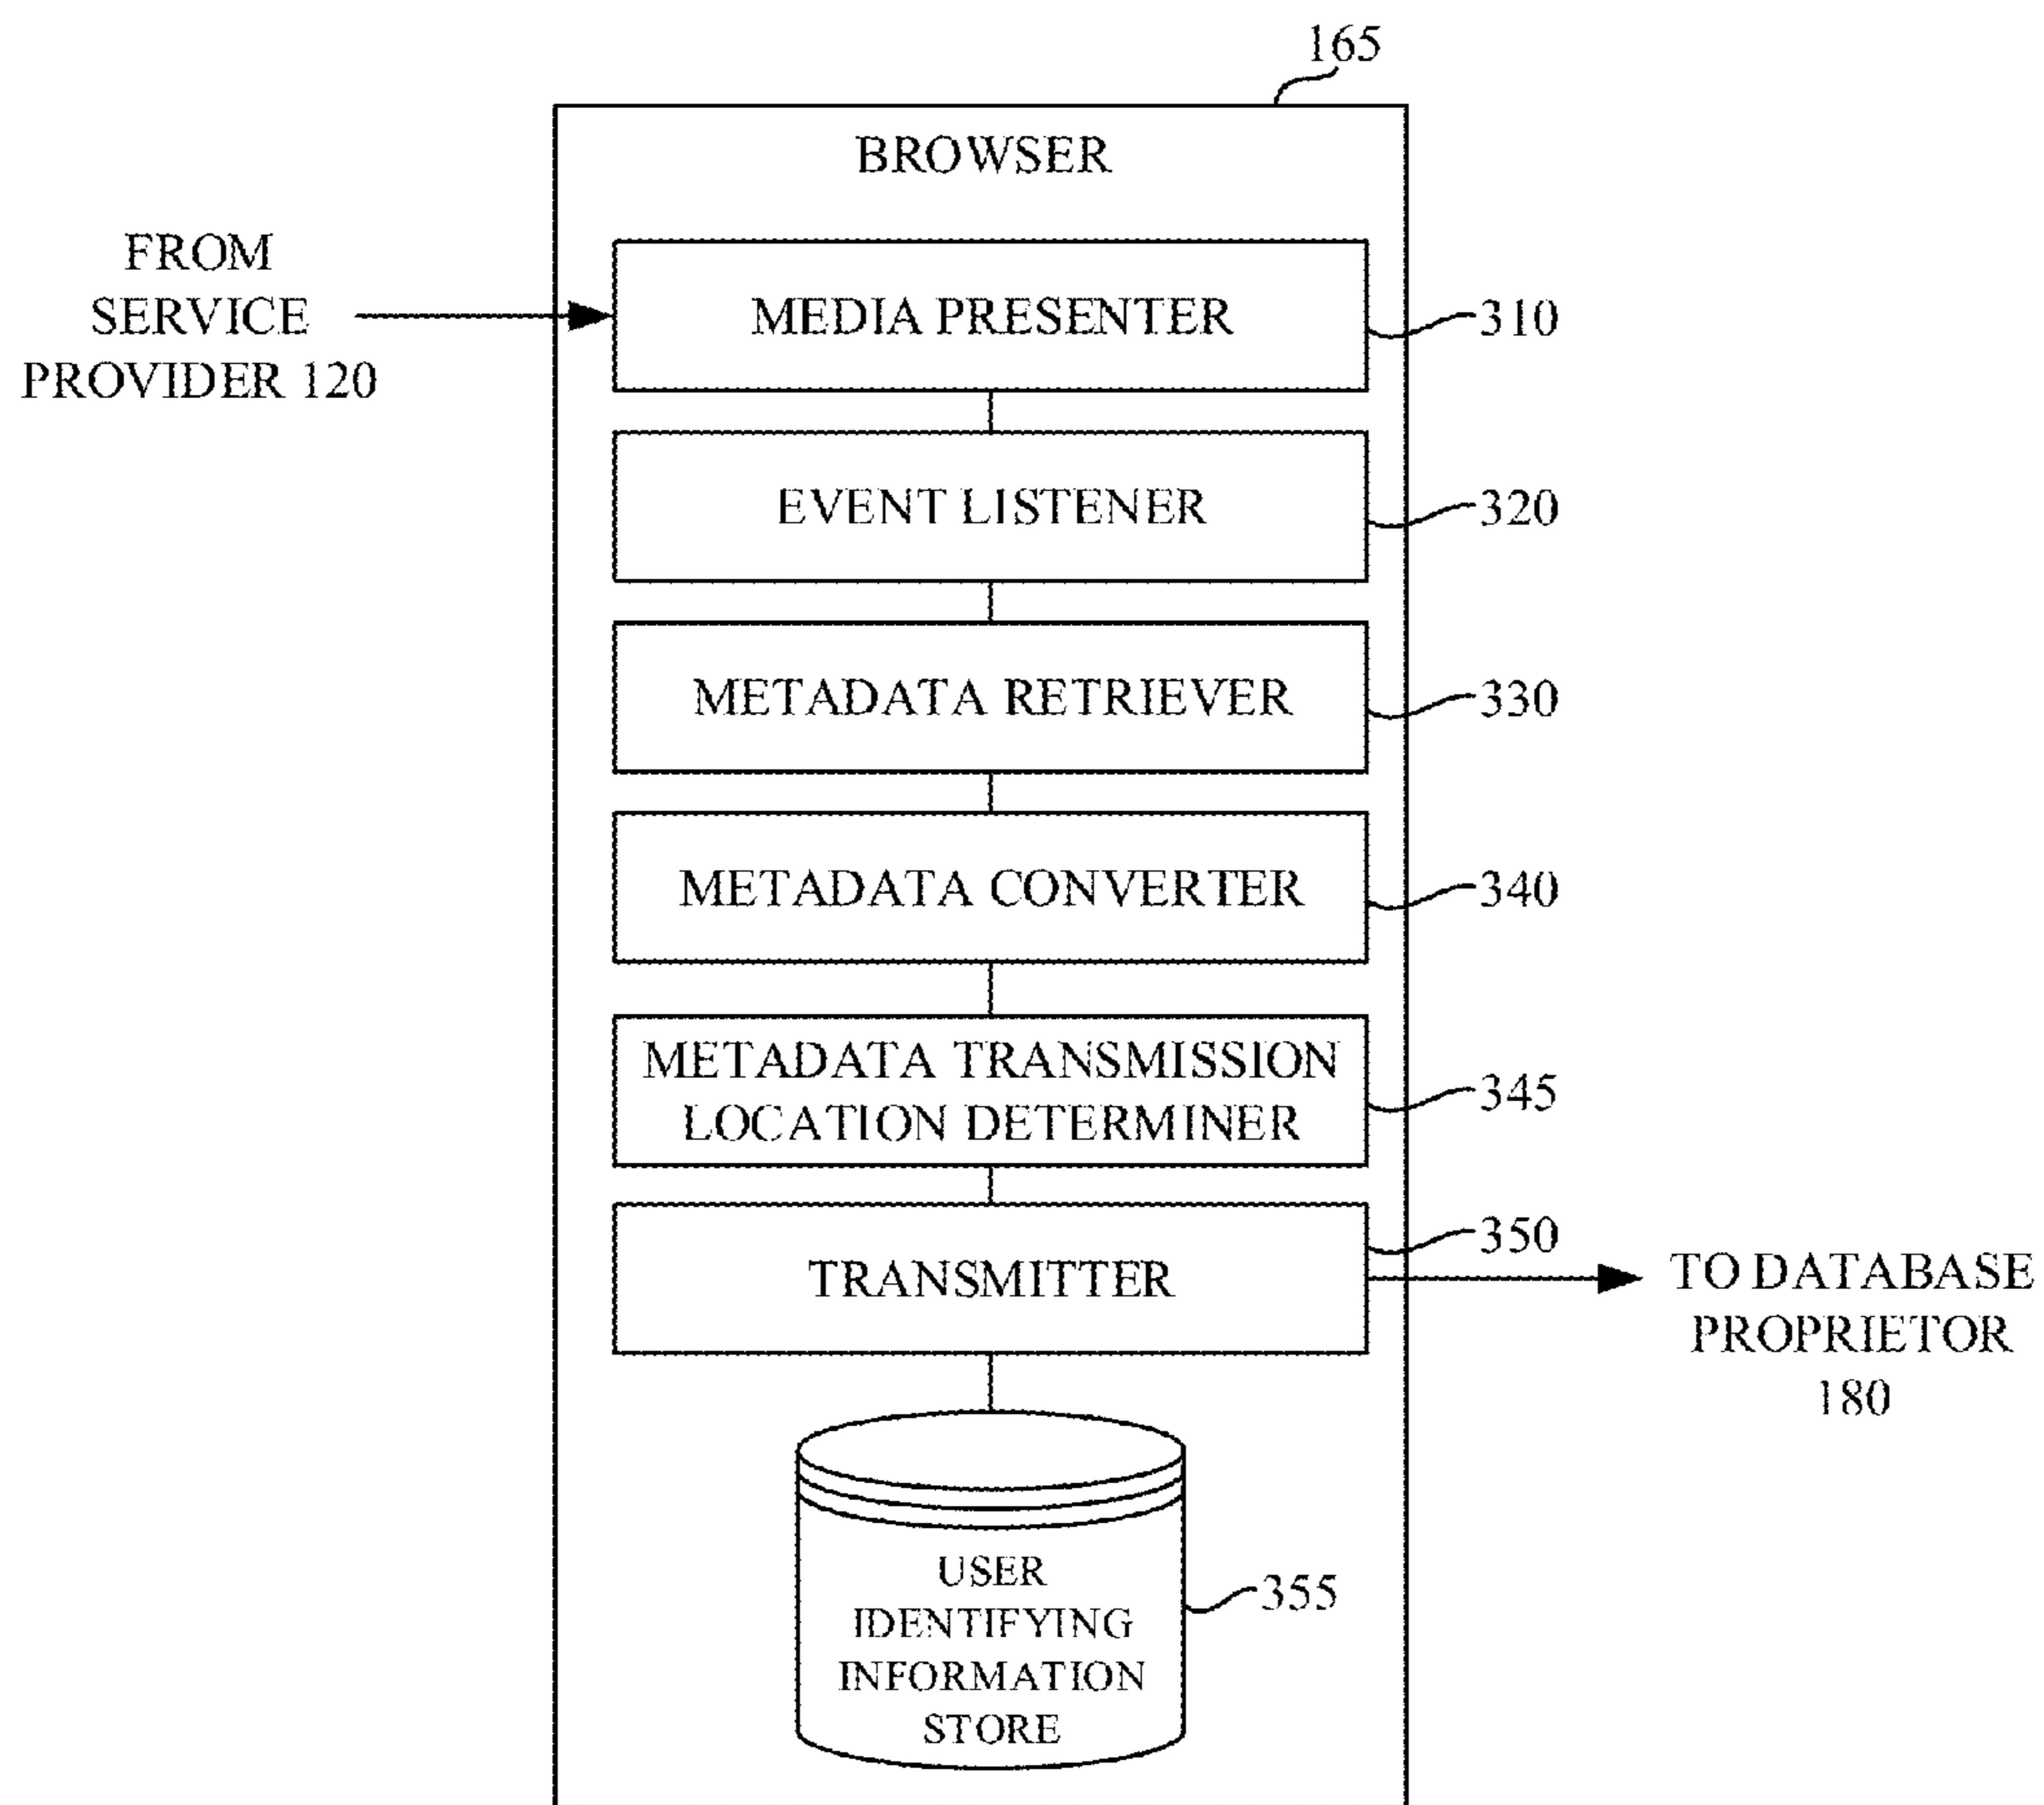 165
BROWSER
FROM
SERVICE
PROVIDER 120
MEDIA PRESENTER
310
EVENT LISTENER
320
METADATA RETRIEVER
330
METADATA CONVERTER
340
METADATA TRANSMISSION
LOCATION DETERMINER
345
TRANSMITTER
350
TO DATABASE
PROPRIETOR
180
USER
IDENTIFYING
INFORMATION
STORE
355